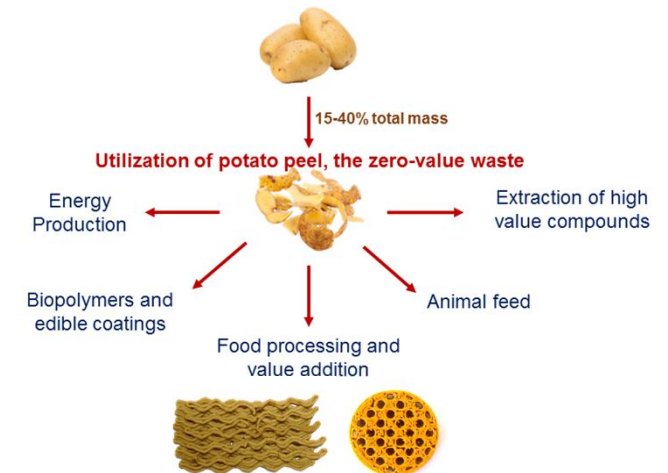 15-40% total mass
Utilization of potato peel, the zero-value waste
Energy
Production
Extraction of high
value compounds
Biopolymers and
edible coatings
Animal feed
Food processing and
value addition